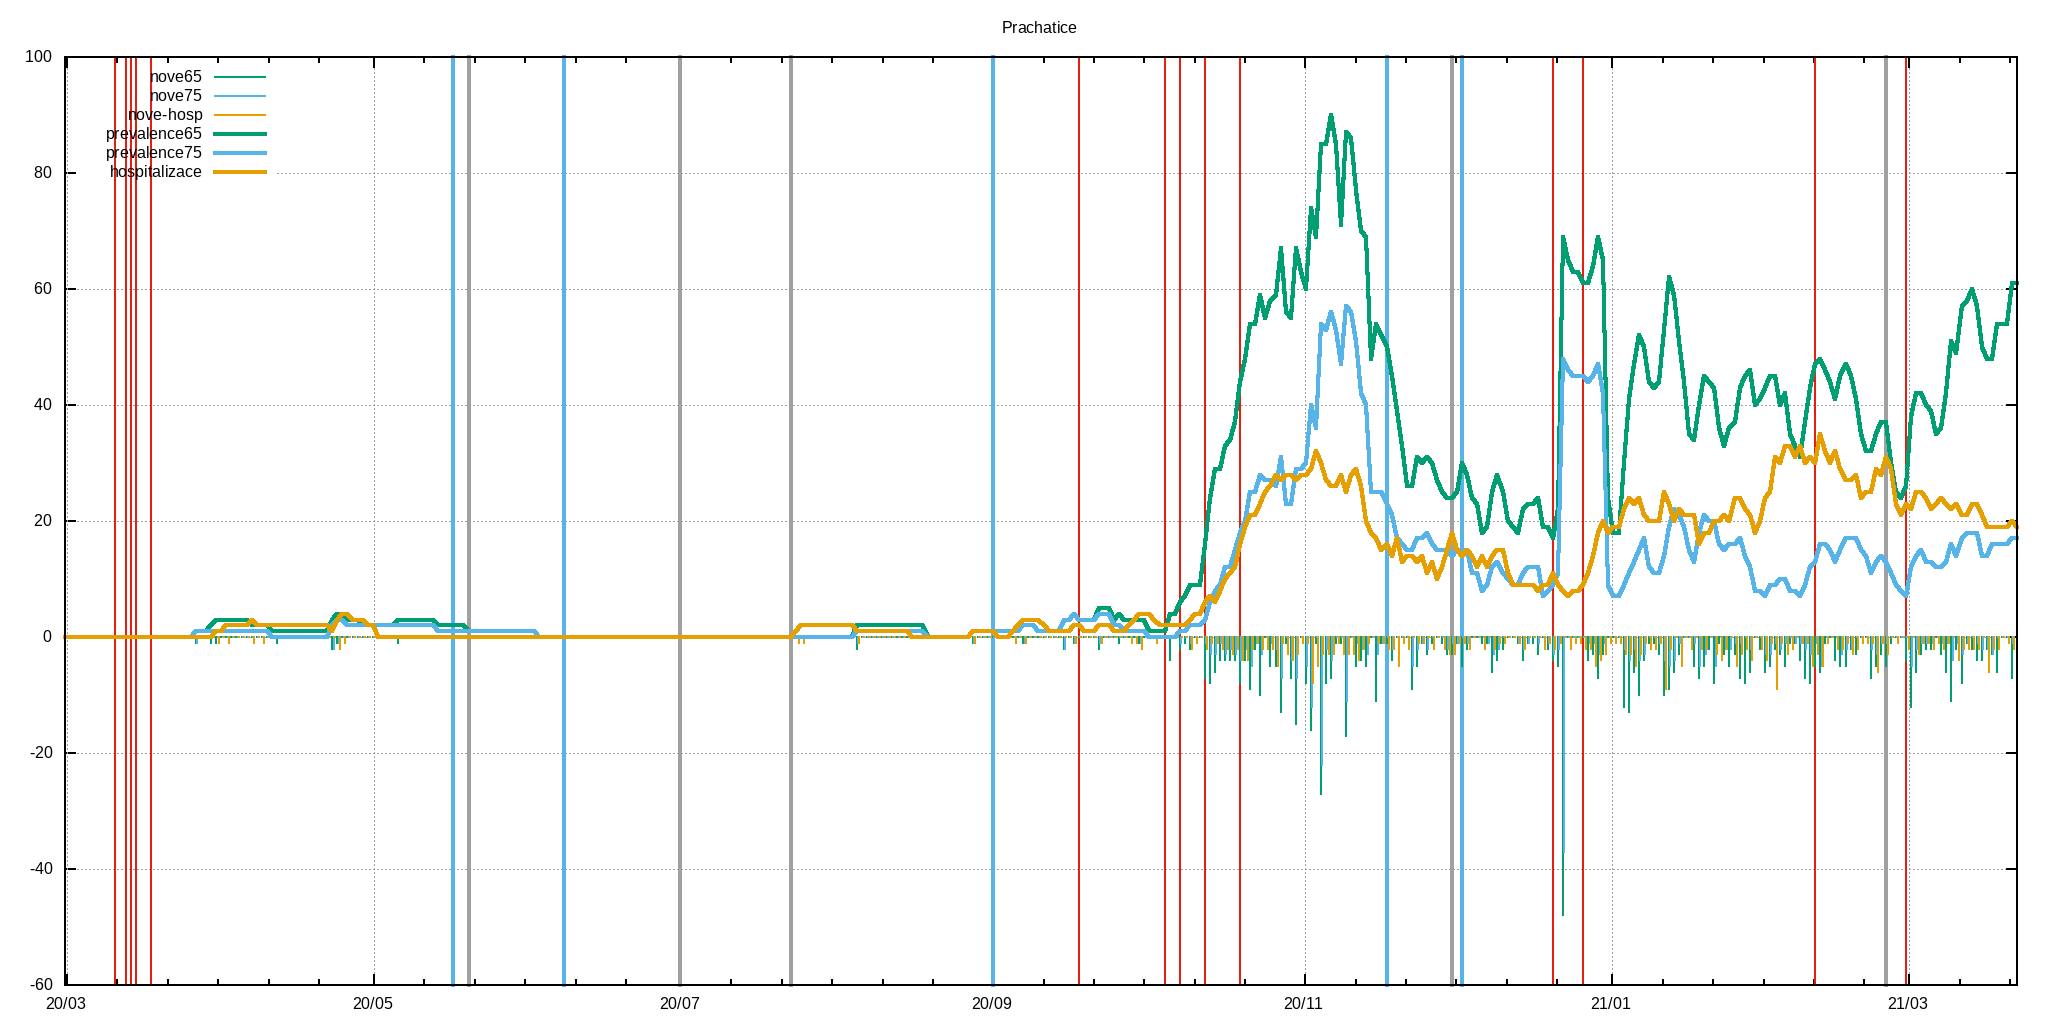 Prachatice
100
80
60
40
20
0
-20
-40
-60
nove65
nove75
nove-hosp
prevalence65
prevalence75
hospitalizace
20/03 20/05 20/07 20/09 20/11 21/01 21/03